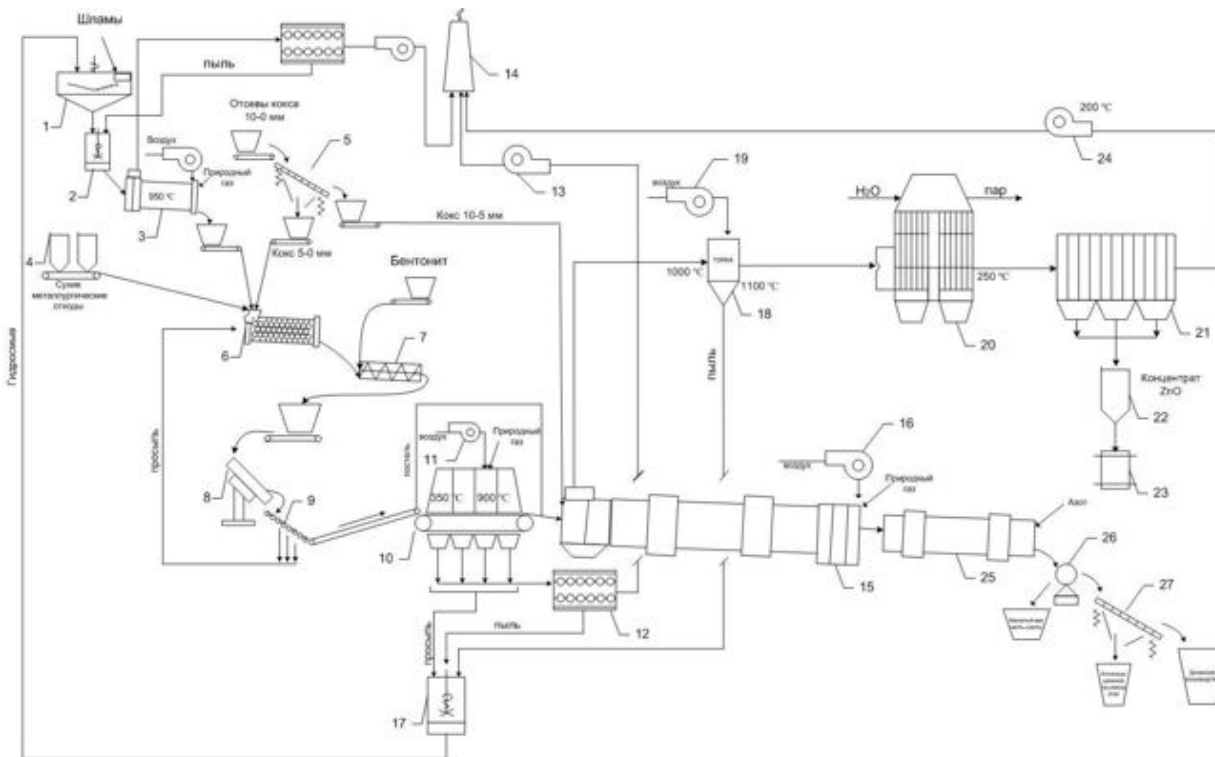 Шламы
пыль
14
200 ℃
24
Отсевы кокса
10-0 мм
5
1
Воздух
Природный
газ
13
19
воздух
H₂O
пар
2
950 ℃
3
Кокс 10-5 мм
Кокс 5-0 мм
4
Сухие
металлургические
отходы
Бентонит
1000 ℃
топка
1100 ℃
18
250 ℃
20
21
6
7
Концентрат
ZnO
22
23
Гидросмыв
просыпь
пыль
постель
воздух
11
Природный
газ
350 ℃
900 ℃
16
воздух
Природный
газ
8
9
10
Азот
15
25
26
27
12
пыль
просыпь
17